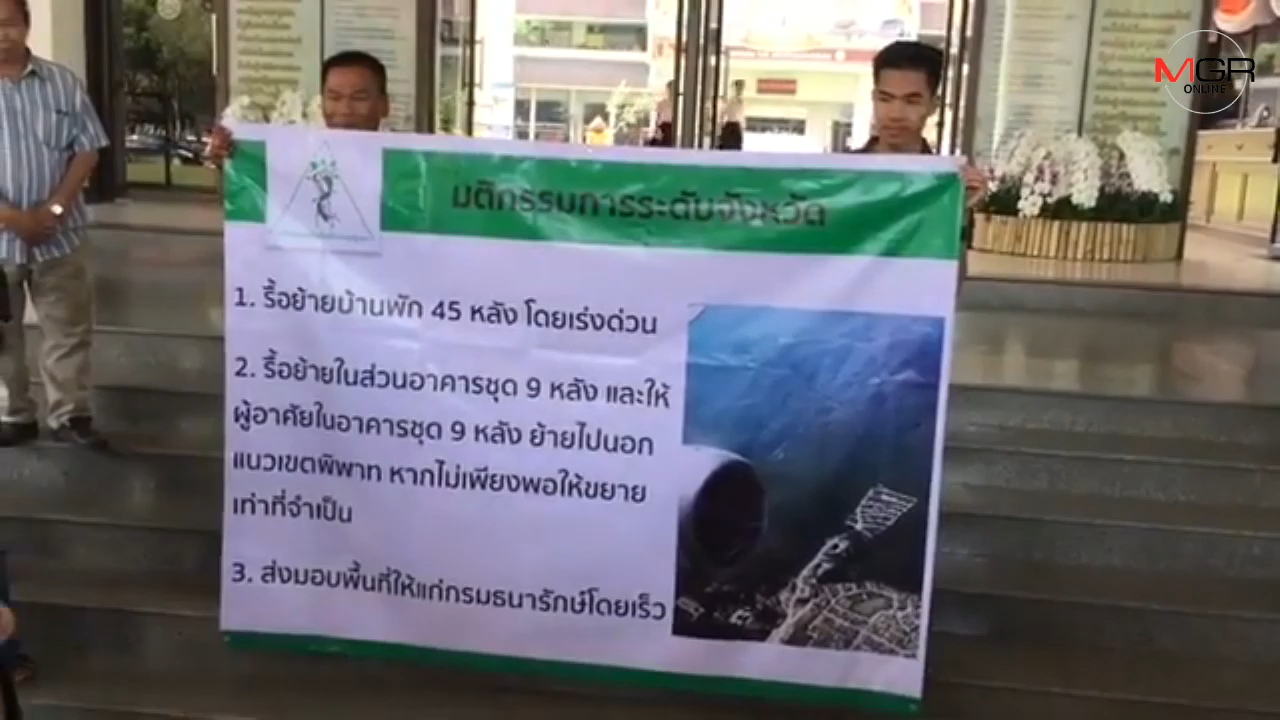 MGR
ONLINE
มติกรรมการระดับจังหวัด
1. รื้อย้ายบ้านพัก 45 หลัง โดยเร่งด่วน
2. รื้อย้ายในส่วนอาคารชุด 9 หลัง และให้
ผู้อาศัยในอาคารชุด 9 หลัง ย้ายไปนอก
แนวเขตพิพาท หากไม่เพียงพอให้ขยาย
เท่าที่จำเป็น
3. ส่งมอบพื้นที่ให้แก่กรมธนารักษ์โดยเร็ว